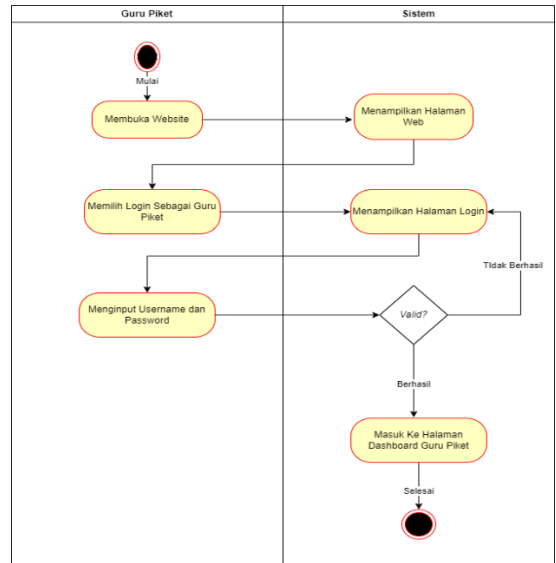 Guru Piket
Sistem
Mulai
Membuka Website
Menampilkan Halaman
Web
Memilih Login Sebagai Guru
Piket
Menampilkan Halaman Login
TIdak Berhasil
Menginput Username dan
Password
Valid?
Berhasil
Masuk Ke Halaman
Dashboard Guru Piket
Selesai